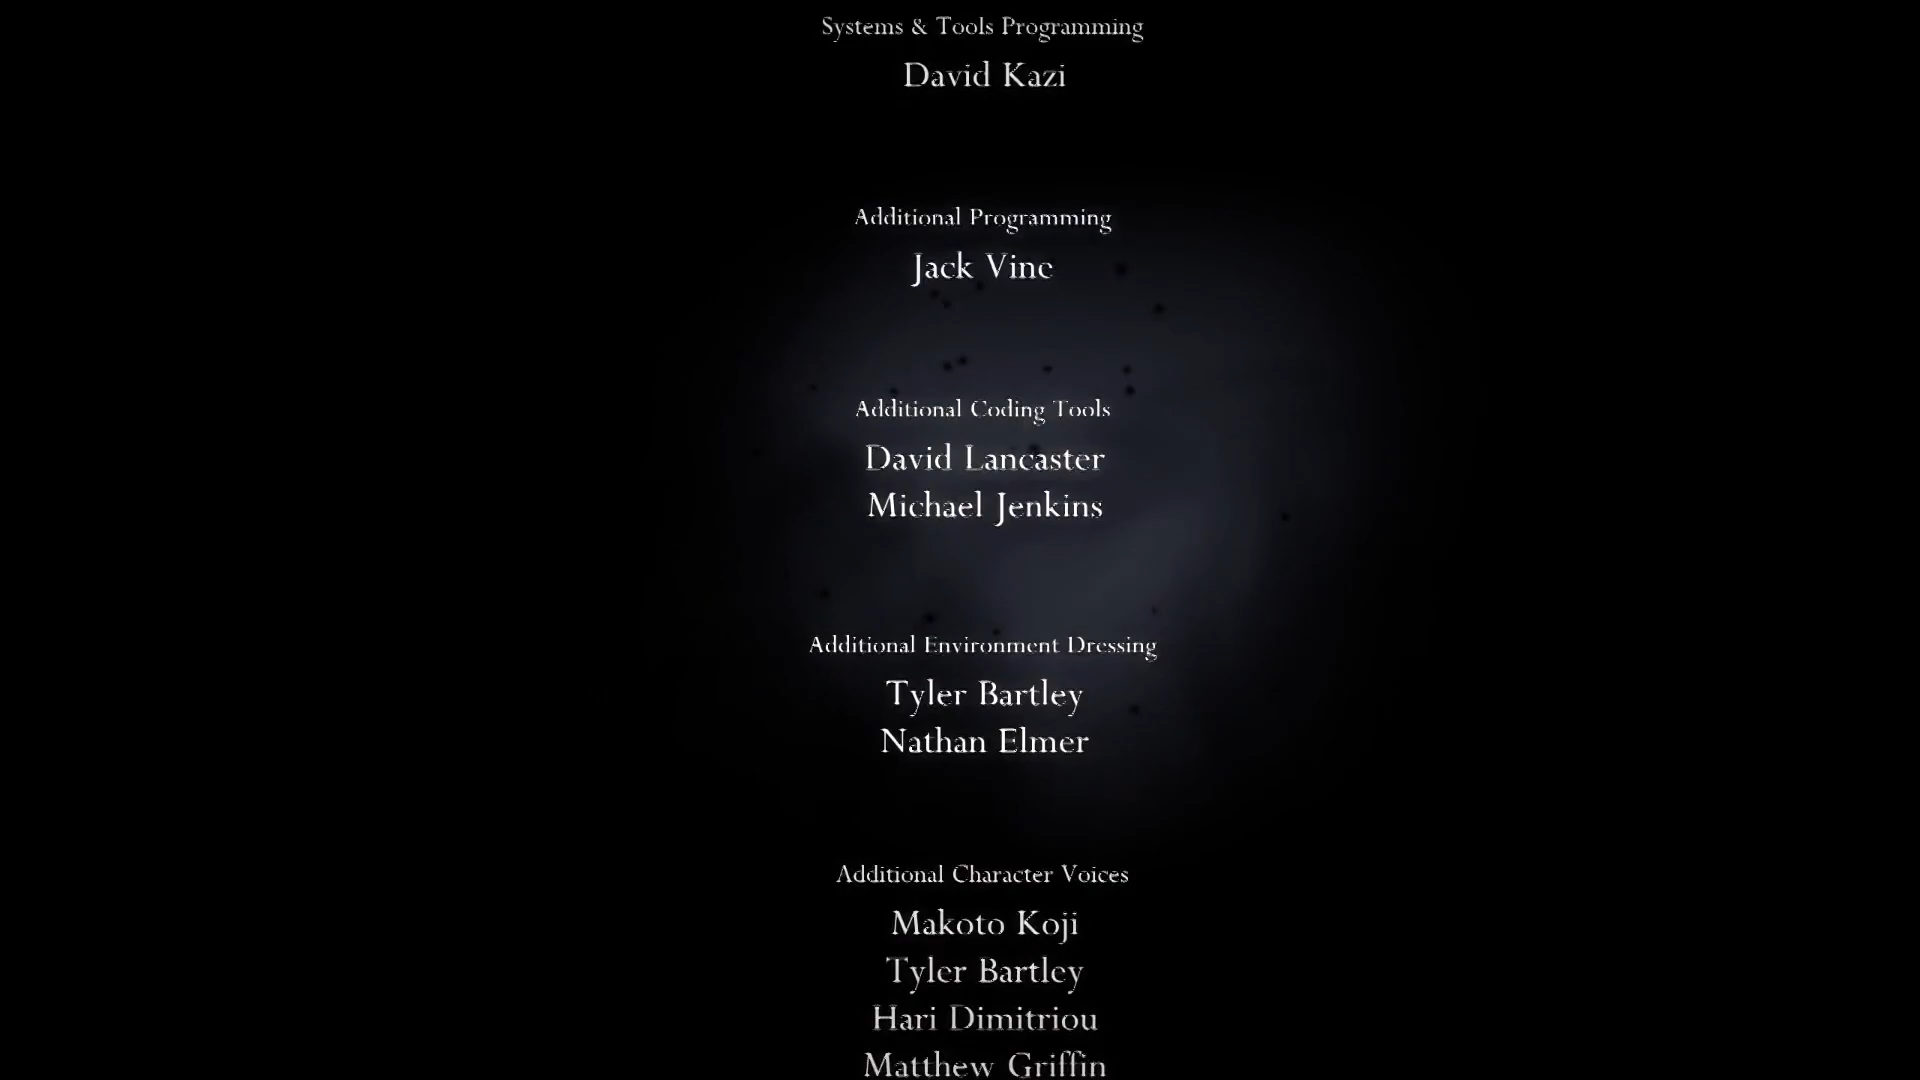 Systems & Tools Programming
David Kazi
Additional Programming
Jack Vine
Additional Coding Tools
David Lancaster
Michael Jenkins
Additional Environment Dressing
Tyler Bartley
Nathan Elmer
Additional Character Voices
Makoto Koji
Tyler Bartley
Hari Dimitriou
Matthew Griffin